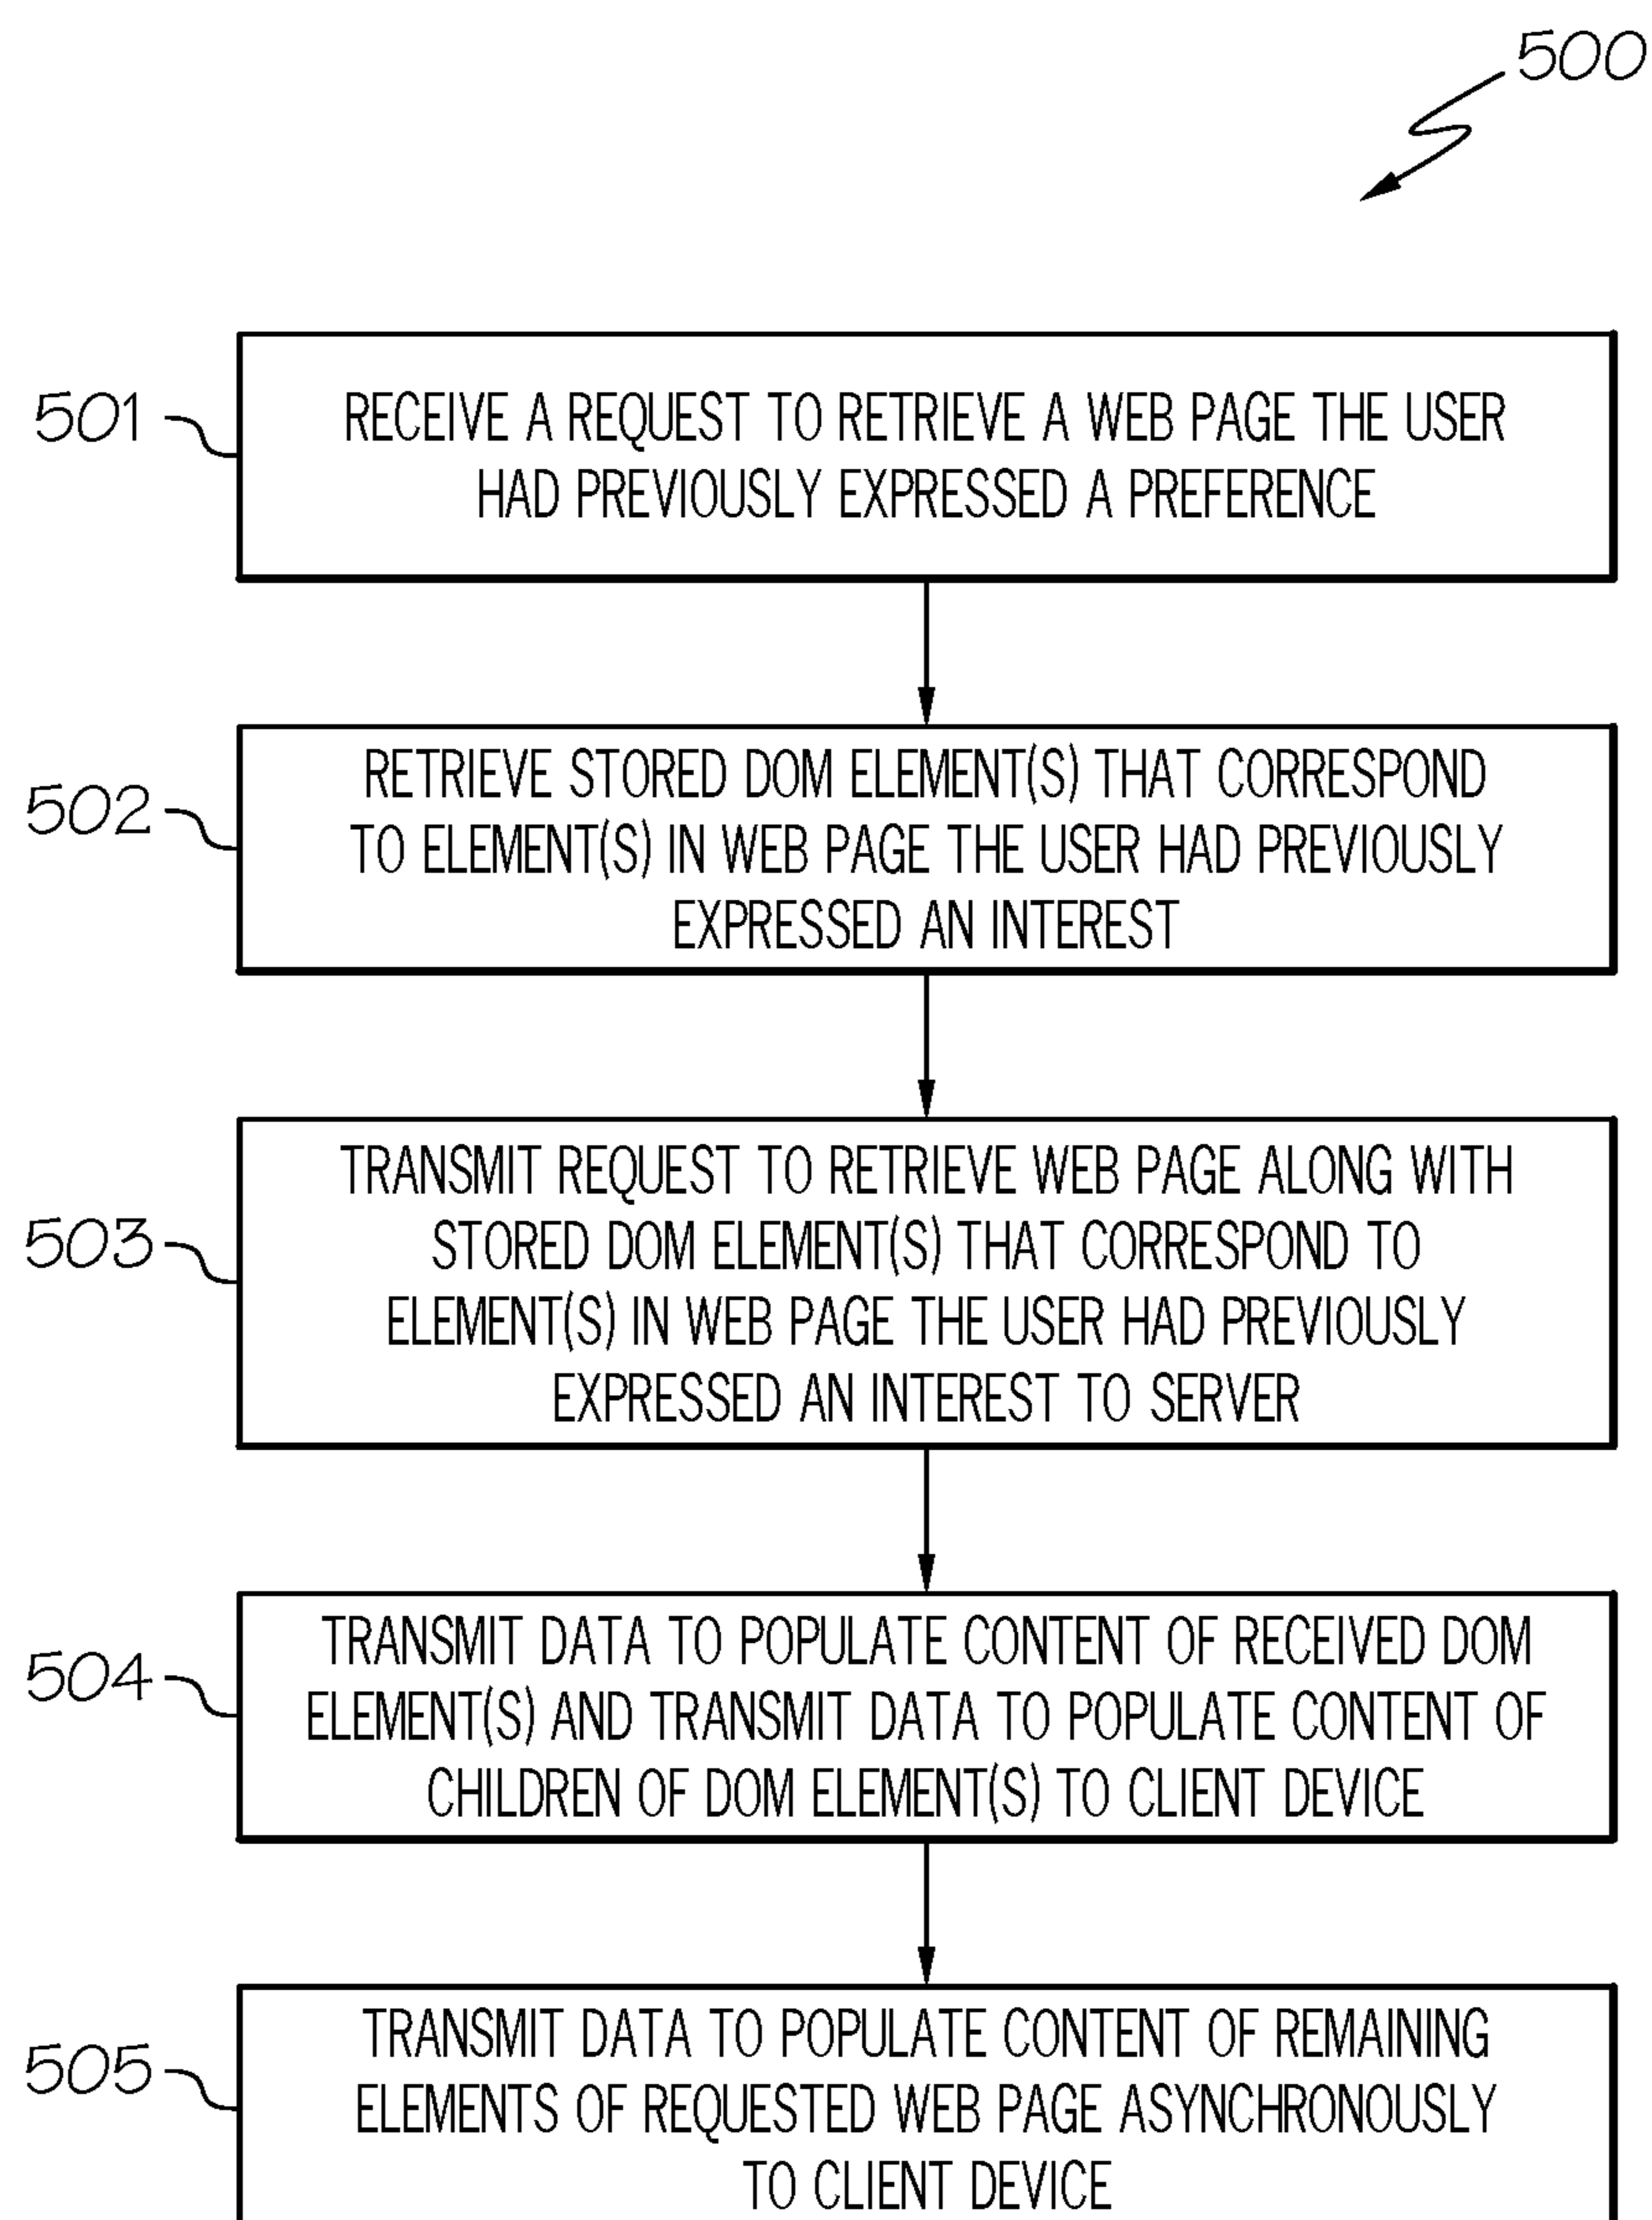 500
501
RECEIVE A REQUEST TO RETRIEVE A WEB PAGE THE USER
HAD PREVIOUSLY EXPRESSED A PREFERENCE
502
RETRIEVE STORED DOM ELEMENT(S) THAT CORRESPOND
TO ELEMENT(S) IN WEB PAGE THE USER HAD PREVIOUSLY
EXPRESSED AN INTEREST
503
TRANSMIT REQUEST TO RETRIEVE WEB PAGE ALONG WITH
STORED DOM ELEMENT(S) THAT CORRESPOND TO
ELEMENT(S) IN WEB PAGE THE USER HAD PREVIOUSLY
EXPRESSED AN INTEREST TO SERVER
504
TRANSMIT DATA TO POPULATE CONTENT OF RECEIVED DOM
ELEMENT(S) AND TRANSMIT DATA TO POPULATE CONTENT OF
CHILDREN OF DOM ELEMENT(S) TO CLIENT DEVICE
505
TRANSMIT DATA TO POPULATE CONTENT OF REMAINING
ELEMENTS OF REQUESTED WEB PAGE ASYNCHRONOUSLY
TO CLIENT DEVICE